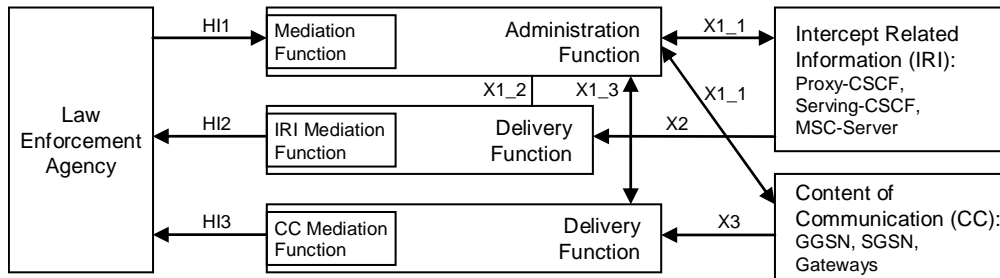 HI1
Mediation
Function
Administration
Function
X1_1
Intercept Related
Information (IRI):
Proxy-CSCF,
Serving-CSCF,
MSC-Server
X1_2
X1_3
X1_1
Law
Enforcement
Agency
HI2
IRI Mediation
Function
Delivery
Function
X2
HI3
CC Mediation
Function
Delivery
Function
X3
Content of
Communication (CC):
GGSN, SGSN,
Gateways